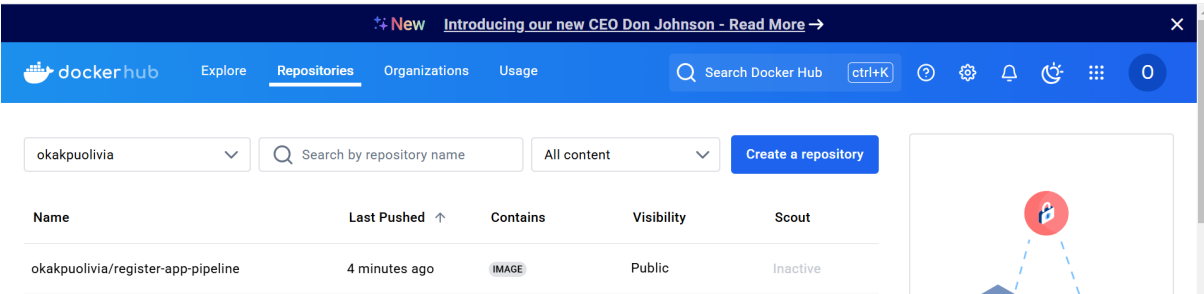 New Introducing our new CEO Don Johnson - Read More →
dockerhub Explore Repositories Organizations Usage Search Docker Hub ctrl+K O
okakpuolivia Search by repository name All content Create a repository
Name Last Pushed ↑ Contains Visibility Scout
okakpuolivia/register-app-pipeline 4 minutes ago IMAGE Public Inactive